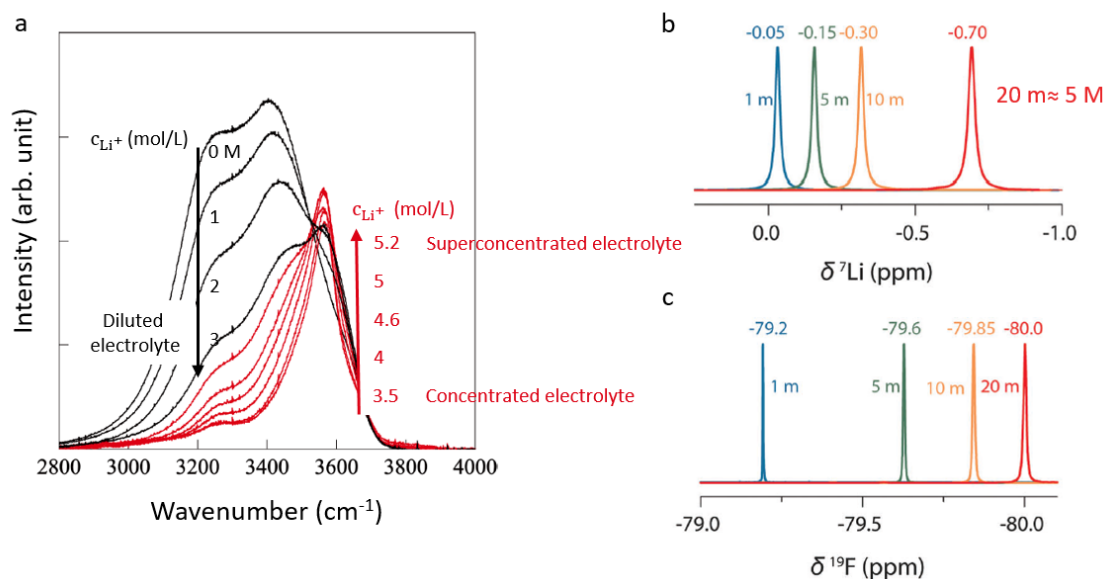 a
Intensity (arb. unit)
c_Li⁺ (mol/L)
0 M
1
2
3
Diluted
electrolyte
c_Li⁺ (mol/L)
5.2 Superconcentrated electrolyte
5
4.6
4
3.5 Concentrated electrolyte
2800 3000 3200 3400 3600 3800 4000
Wavenumber (cm⁻¹)
b
-0.05 -0.15 -0.30 -0.70
1 m 5 m 10 m 20 m≈ 5 M
0.0 -0.5 -1.0
δ ⁷Li (ppm)
c
-79.2 -79.6 -79.85 -80.0
1 m 5 m 10 m 20 m
-79.0 -79.5 -80.0
δ ¹⁹F (ppm)